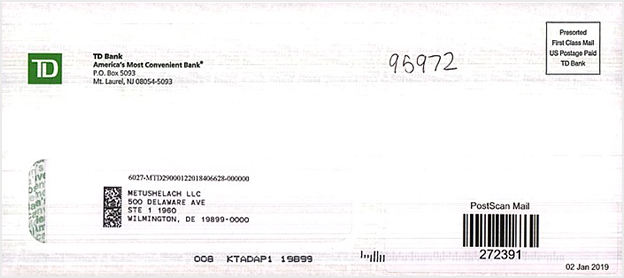 TD
TD Bank
America's Most Convenient Bank®
P.O. Box 5093
Mt. Laurel, NJ 08054-5093
95972
Presorted
First Class Mail
US Postage Paid
TD Bank
6027-MTD29000122018406628-000000
METUSHELACH LLC
500 DELAWARE AVE
STE 1 1960
WILMINGTON, DE 19899-0000
008 KTADAP1 19899
PostScan Mail
272391
02 Jan 2019